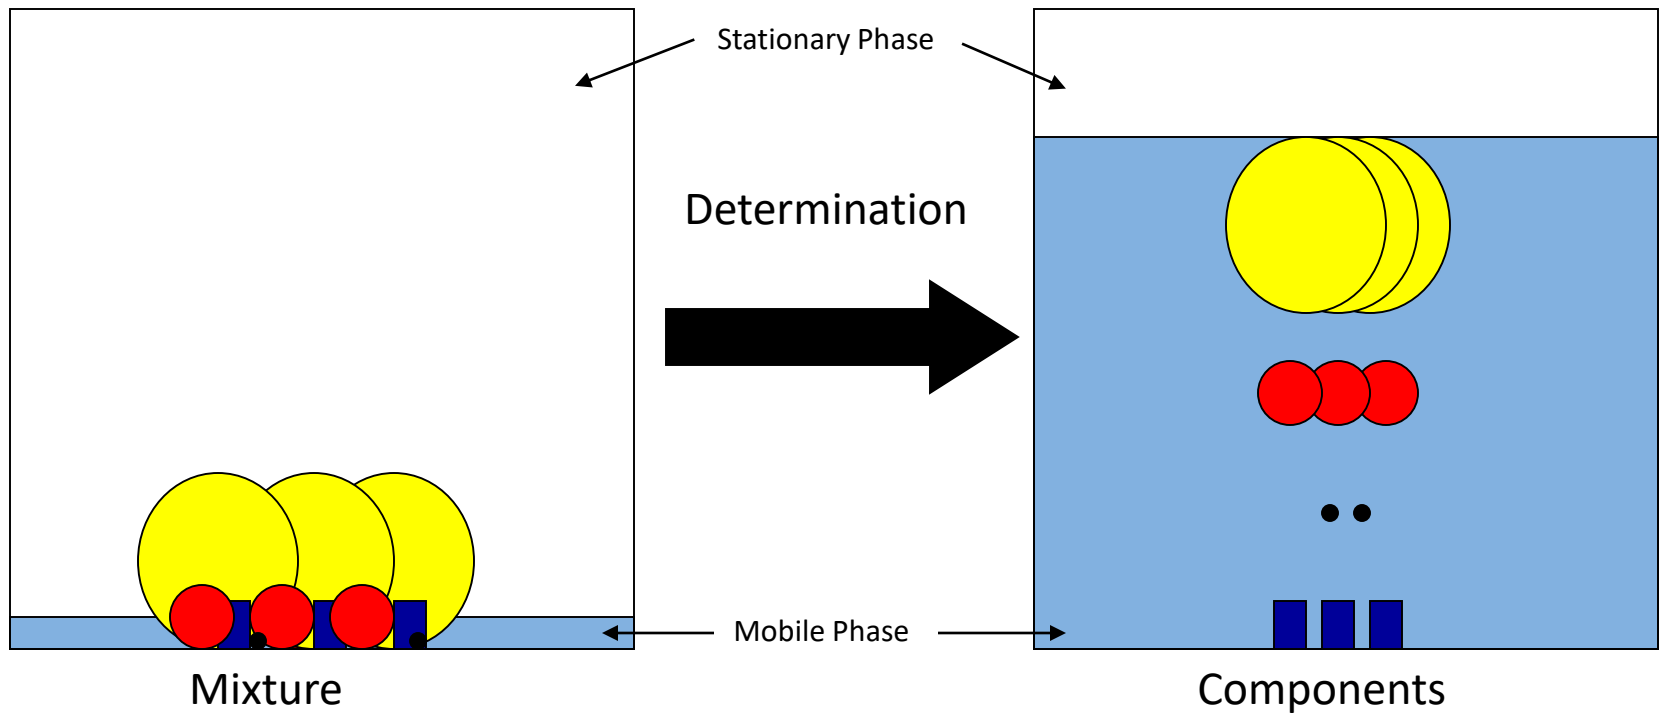 Stationary Phase
Determination
Mobile Phase
Mixture
Components